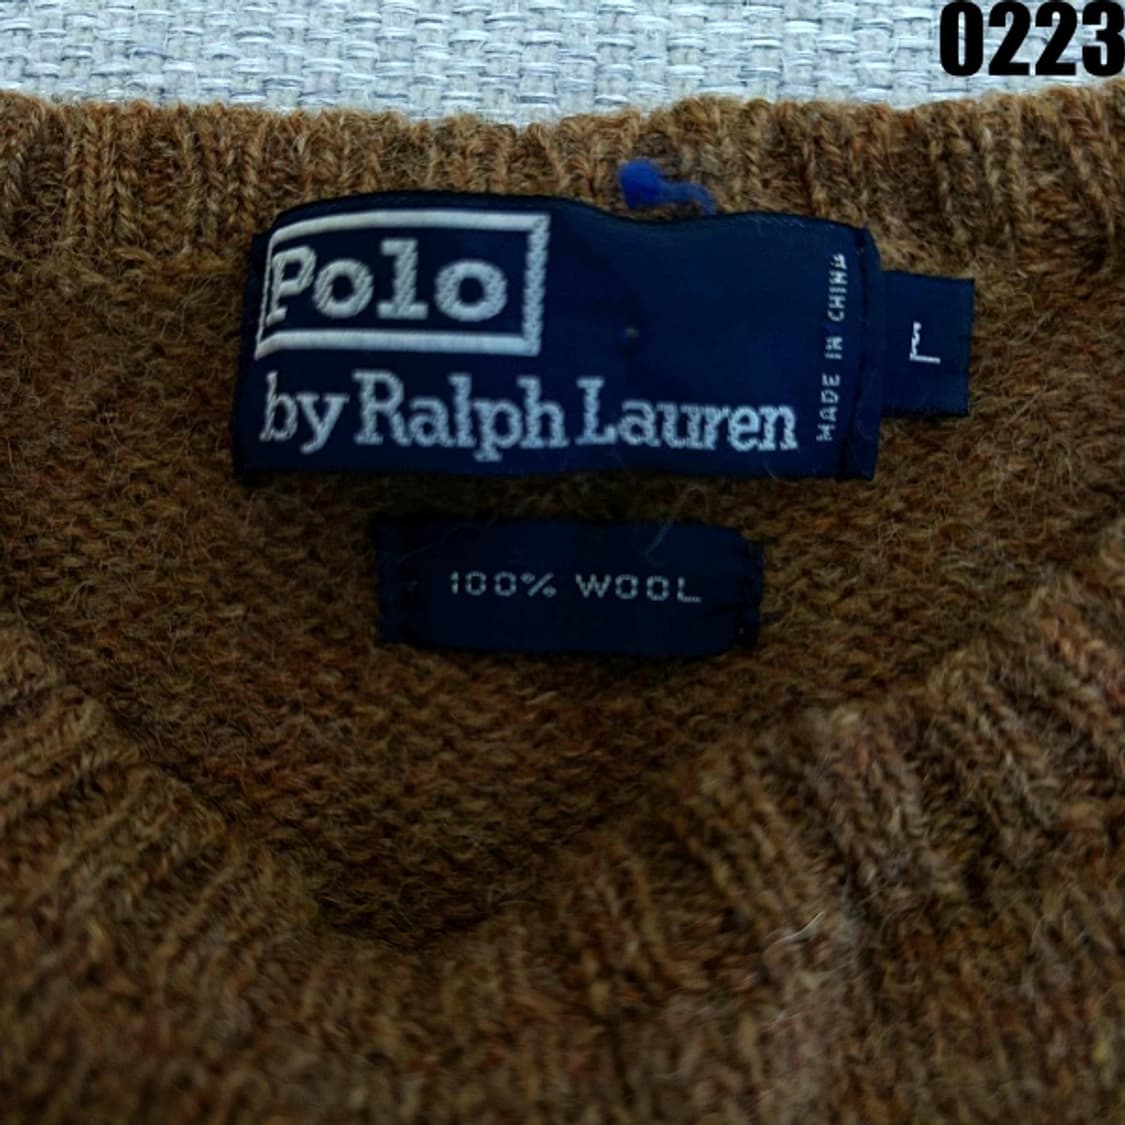 0223
Polo
by Ralph Lauren
MADE IN CHINA
L
100% WOOL